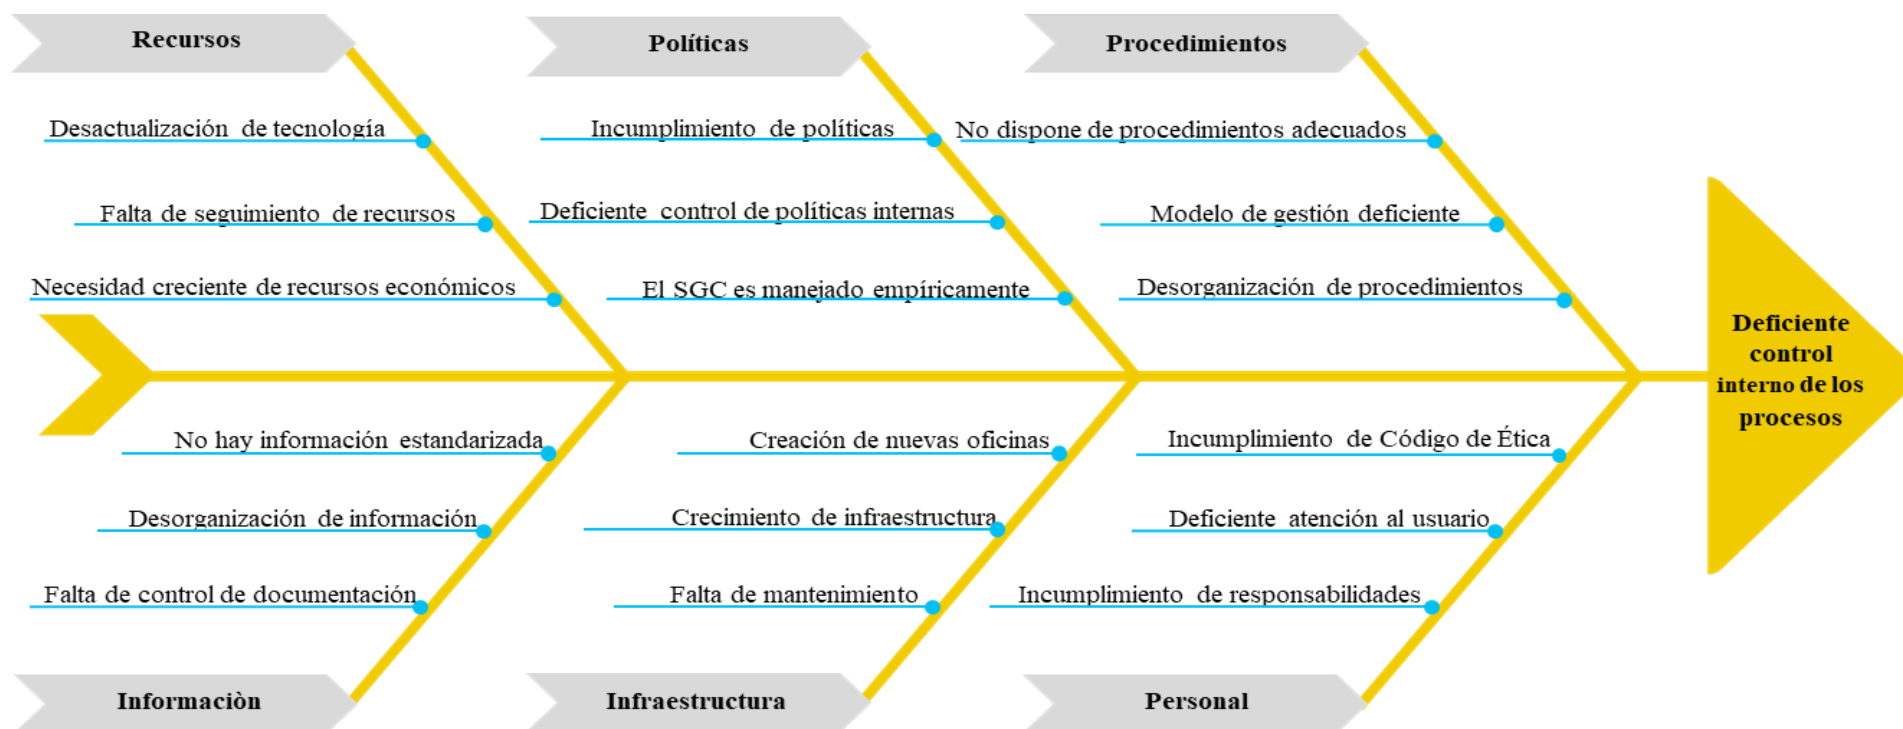 Recursos
Políticas
Procedimientos
Desactualización de tecnología
Incumplimiento de políticas
No dispone de procedimientos adecuados
Falta de seguimiento de recursos
Deficiente control de políticas internas
Modelo de gestión deficiente
Necesidad creciente de recursos económicos
El SGC es manejado empíricamente
Desorganización de procedimientos
Deficiente
control
interno de los
procesos
No hay información estandarizada
Creación de nuevas oficinas
Incumplimiento de Código de Ética
Desorganización de información
Crecimiento de infraestructura
Deficiente atención al usuario
Falta de control de documentación
Falta de mantenimiento
Incumplimiento de responsabilidades
Informaciòn
Infraestructura
Personal